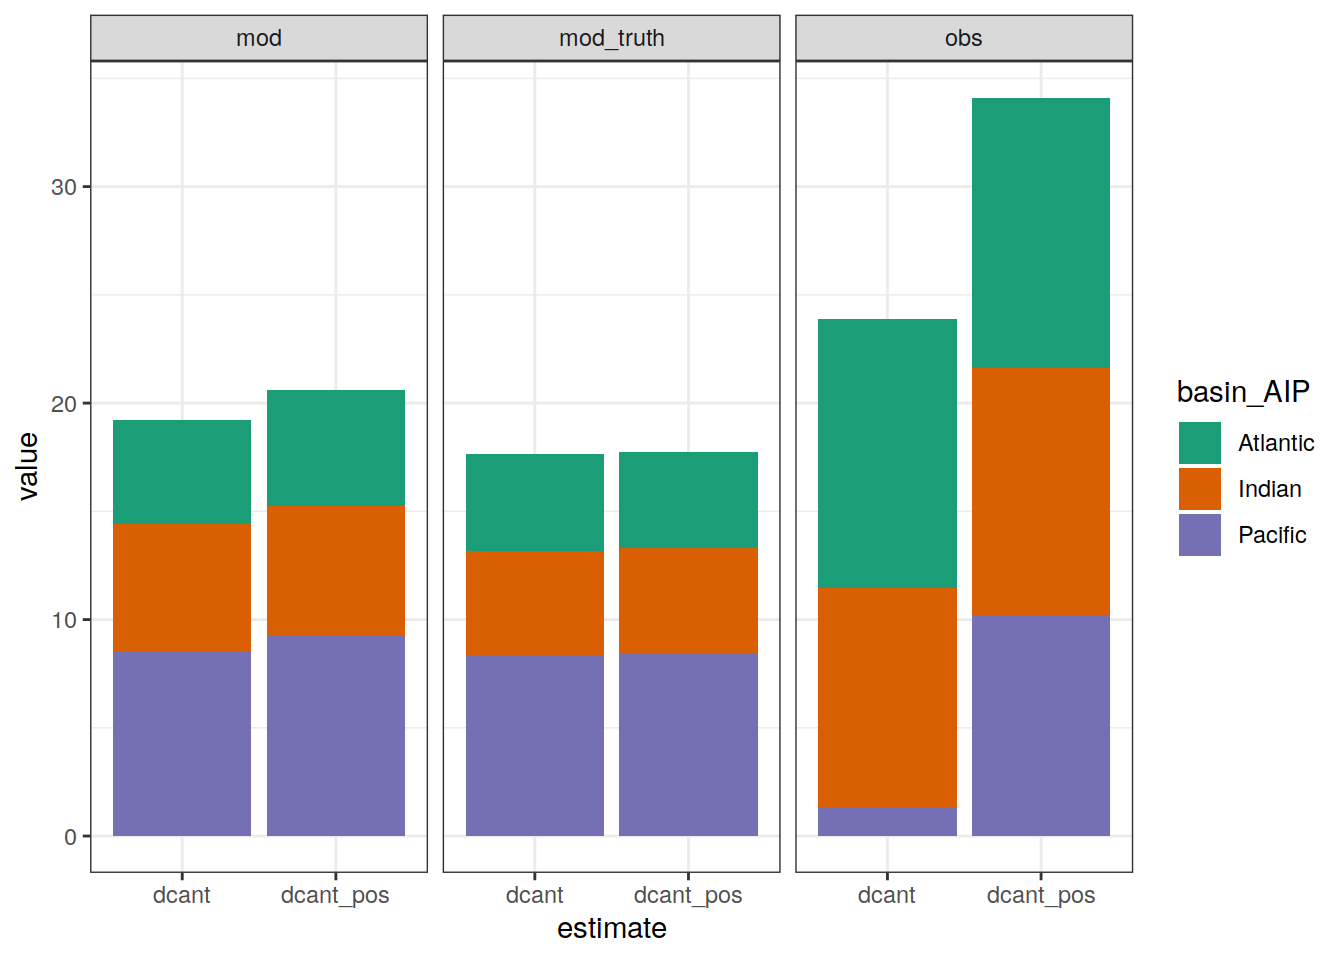 mod
mod_truth
obs
value
30
20
10
0
dcant
dcant_pos
dcant
dcant_pos
dcant
dcant_pos
estimate
basin_AIP
Atlantic
Indian
Pacific